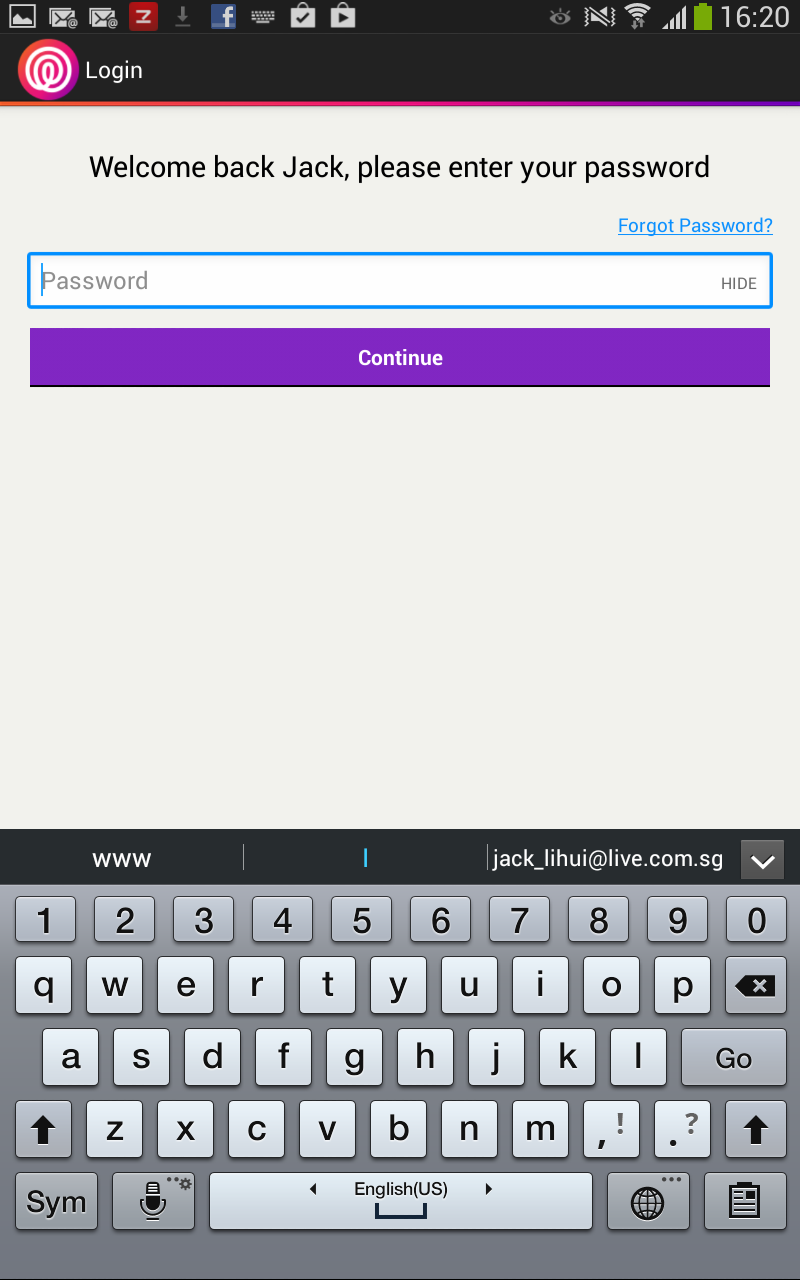 16:20
Login
Welcome back Jack, please enter your password
Forgot Password?
Password HIDE
Continue
www l jack_lihui@live.com.sg
1 2 3 4 5 6 7 8 9 0
q w e r t y u i o p
a s d f g h j k l Go
z x c v b n m , ! . ?
Sym English(US)